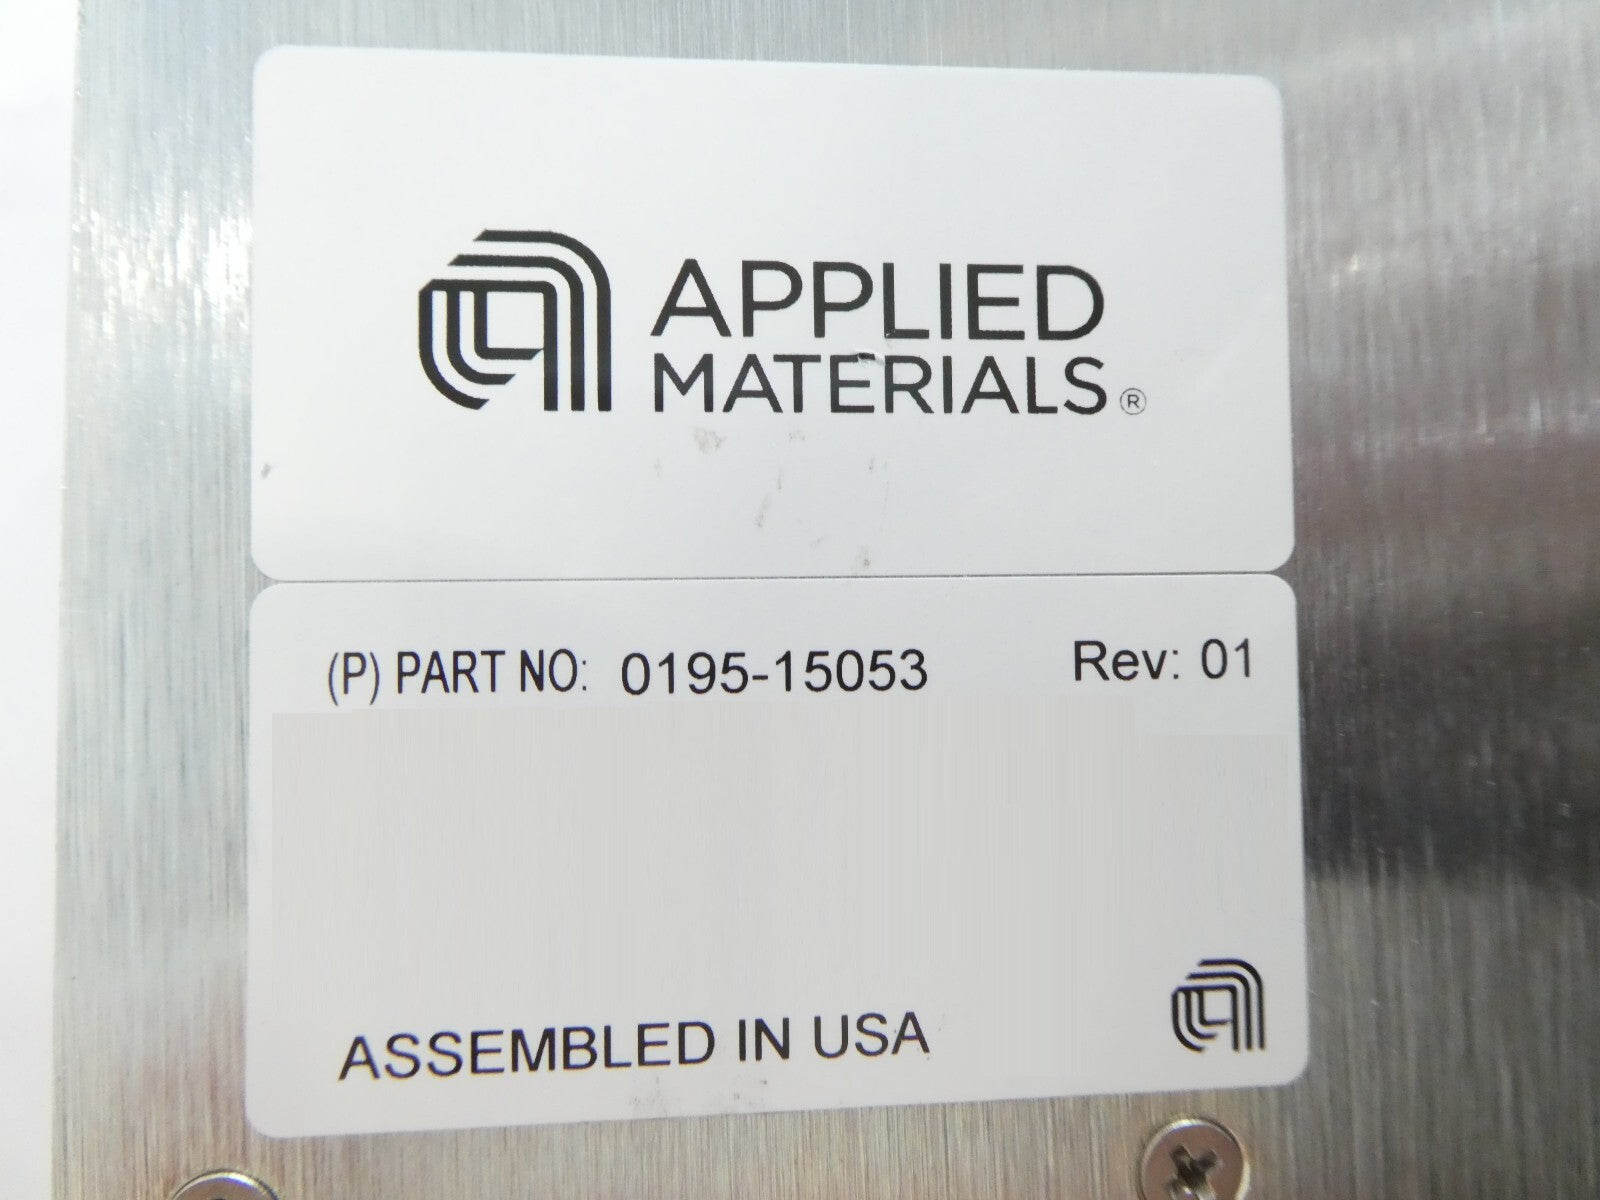 APPLIED
MATERIALS®
(P) PART NO: 0195-15053 Rev: 01
ASSEMBLED IN USA